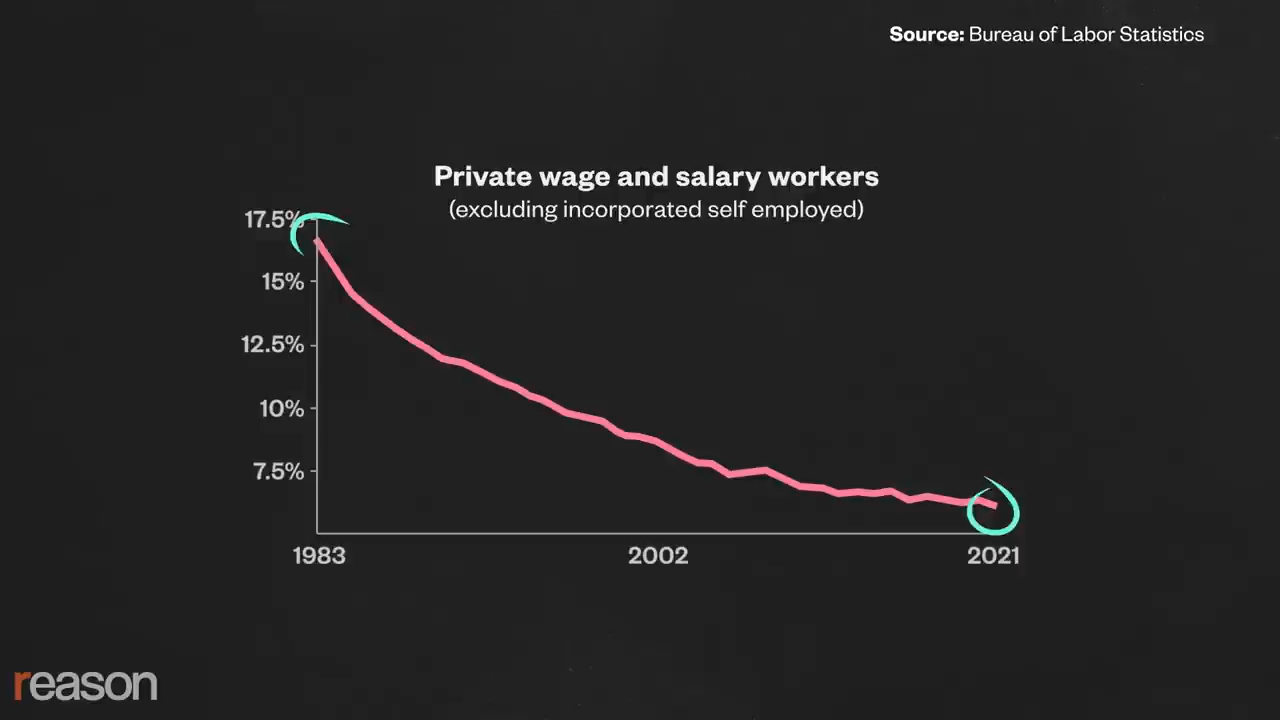 Source: Bureau of Labor Statistics
Private wage and salary workers
(excluding incorporated self employed)
17.5%
15%
12.5%
10%
7.5%
1983 2002 2021
reason